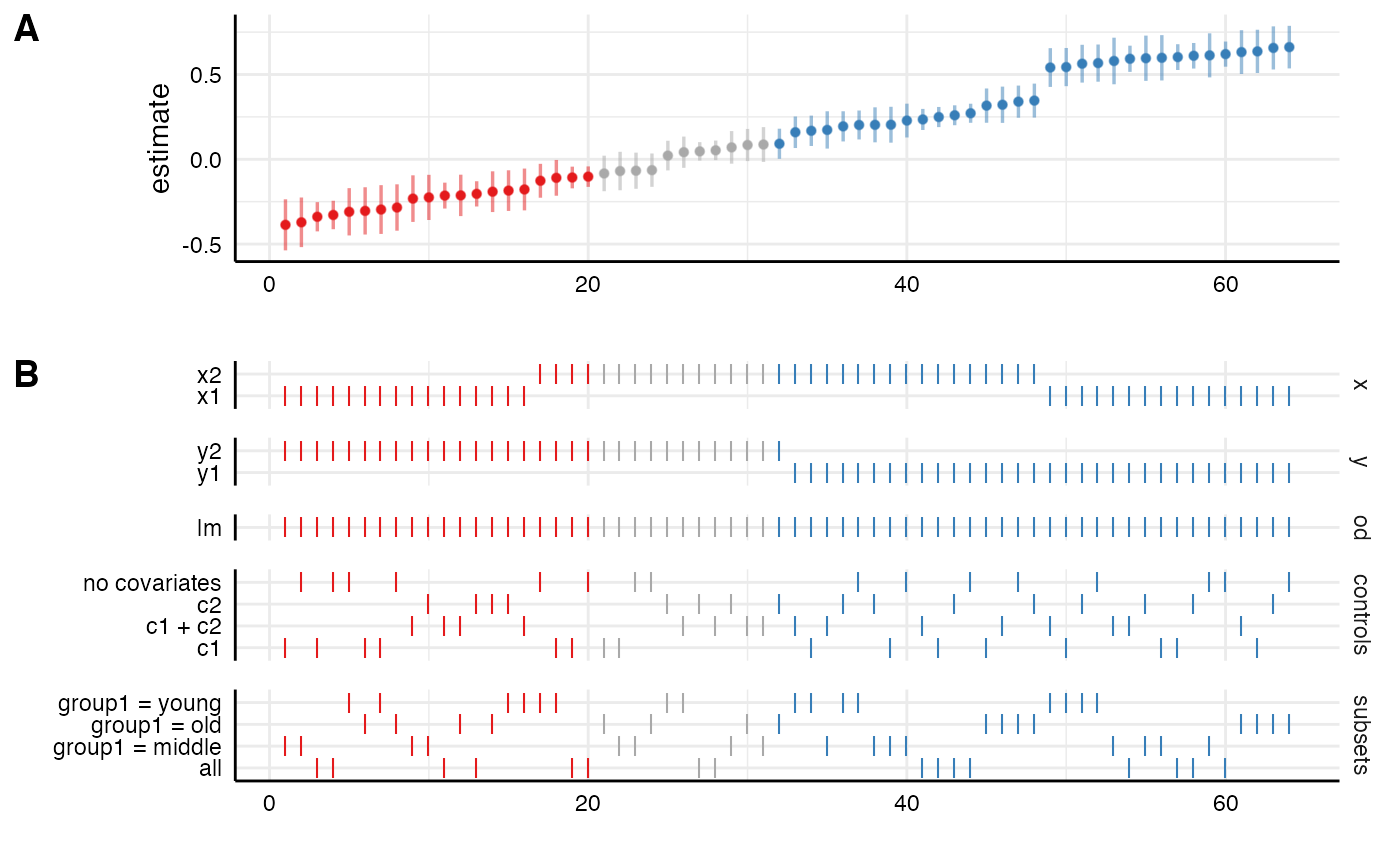 A
estimate
0.5
0.0
-0.5
0 20 40 60
B
x2
x1
x
y2
y1
y
lm
od
no covariates
c2
c1 + c2
c1
controls
group1 = young
group1 = old
group1 = middle
all
subsets
0 20 40 60